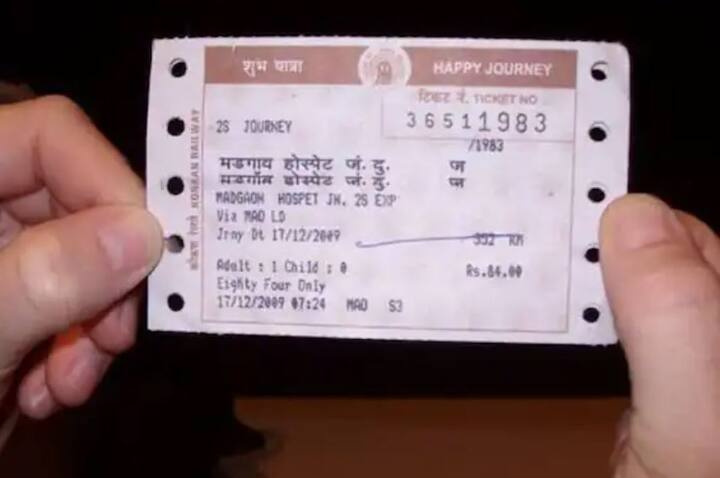 शुभ यात्रा HAPPY JOURNEY
टिकट नं. TICKET NO
36511983
2S JOURNEY
/1983
मडगाव होस्पेट जं. दु. ज
मडगॉव होस्पेट जं. दु. ज
MADGAON HOSPET JN. 2S EXP
Via MAO LD
Jrny Dt 17/12/2009 352 KM
Adult : 1 Child : 0 Rs.84.00
Eighty Four Only
17/12/2009 07:24 MAO S3
कोंकण रेलवे KONKAN RAILWAY